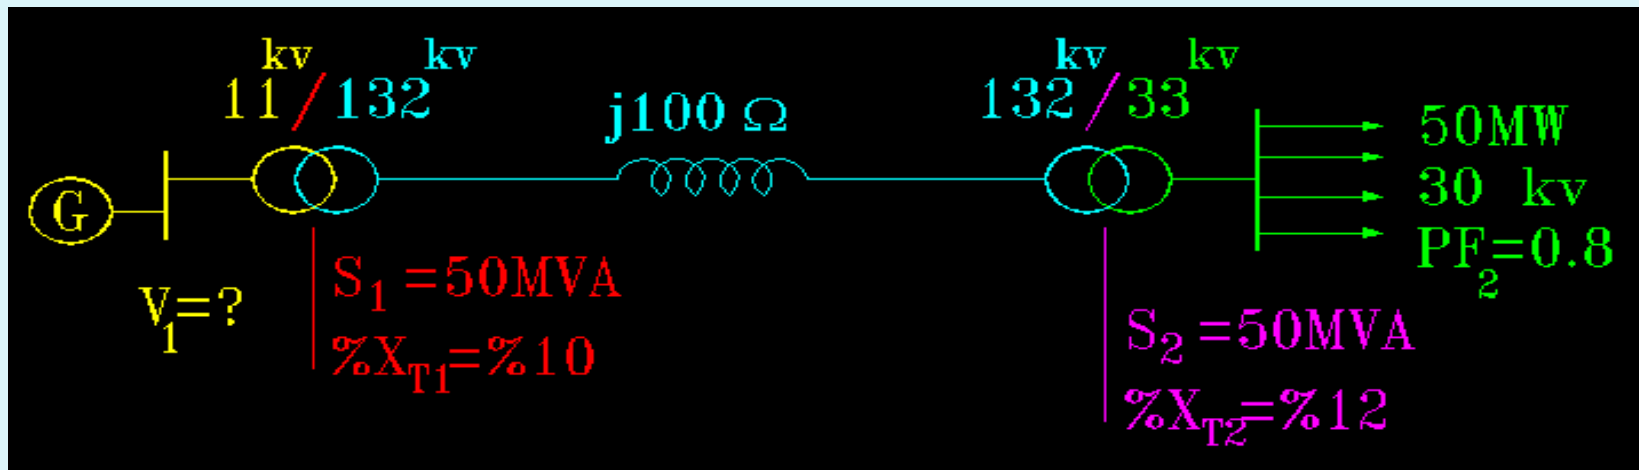 11 kv / 132 kv
j100 Ω
132 kv / 33 kv
G
V1=?
S1 =50MVA
%XT1=%10
S2 =50MVA
%XT2=%12
50MW
30 kv
PF2=0.8